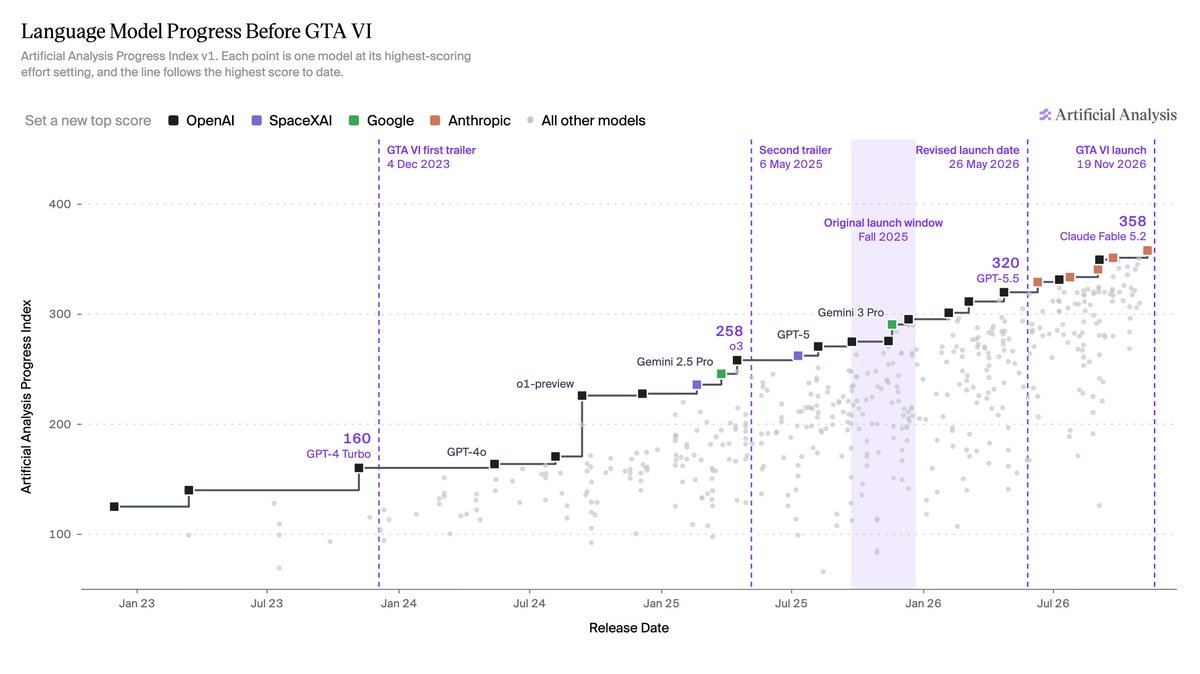 Language Model Progress Before GTA VI
Artificial Analysis Progress Index v1. Each point is one model at its highest-scoring
effort setting, and the line follows the highest score to date.
Set a new top score
OpenAI
SpaceXAI
Google
Anthropic
All other models
Artificial Analysis
GTA VI first trailer
4 Dec 2023
Second trailer
6 May 2025
Revised launch date
26 May 2026
GTA VI launch
19 Nov 2026
Original launch window
Fall 2025
400
300
200
100
Artificial Analysis Progress Index
160
GPT-4 Turbo
GPT-4o
o1-preview
Gemini 2.5 Pro
258
o3
GPT-5
Gemini 3 Pro
320
GPT-5.5
358
Claude Fable 5.2
Jan 23
Jul 23
Jan 24
Jul 24
Jan 25
Jul 25
Jan 26
Jul 26
Release Date